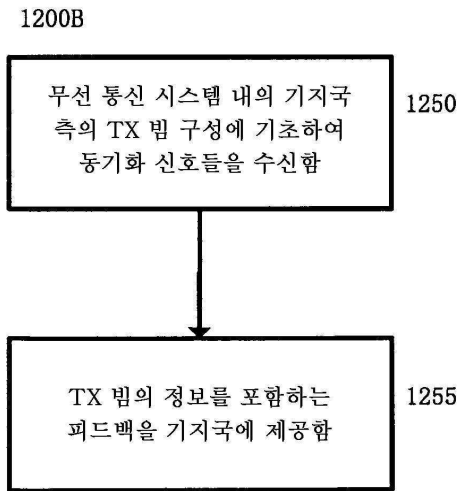 1200B
무선 통신 시스템 내의 기지국
측의 TX 빔 구성에 기초하여
동기화 신호들을 수신함
1250
TX 빔의 정보를 포함하는
피드백을 기지국에 제공함
1255